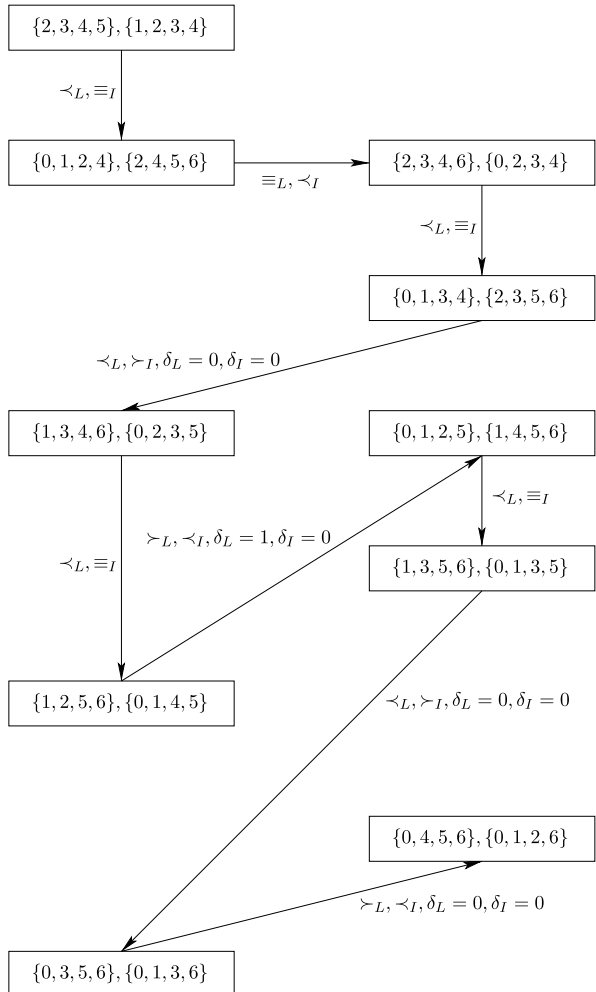 {2, 3, 4, 5}, {1, 2, 3, 4}
≺_L, ≡_I
{0, 1, 2, 4}, {2, 4, 5, 6}
≡_L, ≺_I
{2, 3, 4, 6}, {0, 2, 3, 4}
≺_L, ≡_I
{0, 1, 3, 4}, {2, 3, 5, 6}
≺_L, ≻_I, δ_L = 0, δ_I = 0
{1, 3, 4, 6}, {0, 2, 3, 5}
{0, 1, 2, 5}, {1, 4, 5, 6}
≺_L, ≡_I
≻_L, ≺_I, δ_L = 1, δ_I = 0
≺_L, ≡_I
{1, 3, 5, 6}, {0, 1, 3, 5}
{1, 2, 5, 6}, {0, 1, 4, 5}
≺_L, ≻_I, δ_L = 0, δ_I = 0
{0, 4, 5, 6}, {0, 1, 2, 6}
≻_L, ≺_I, δ_L = 0, δ_I = 0
{0, 3, 5, 6}, {0, 1, 3, 6}